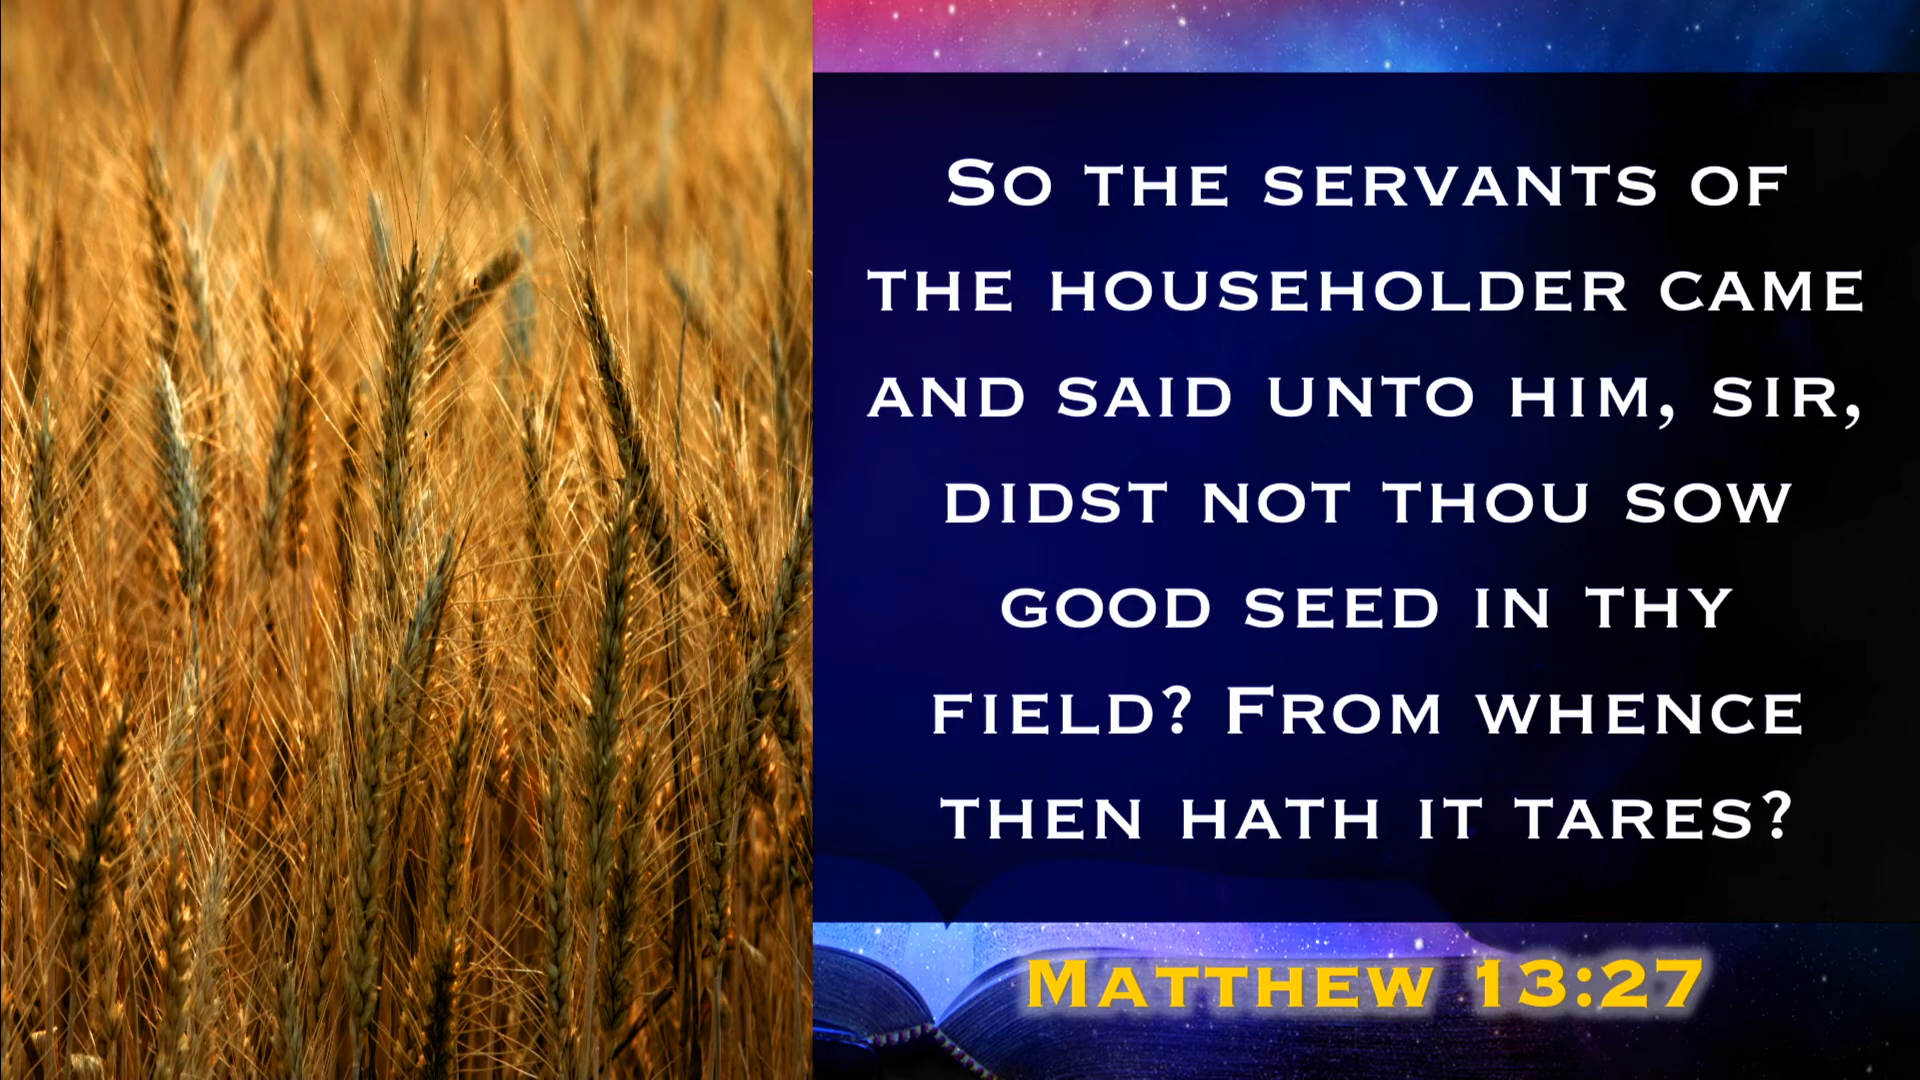 So the servants of
the householder came
and said unto him, sir,
didst not thou sow
good seed in thy
field? From whence
then hath it tares?
Matthew 13:27